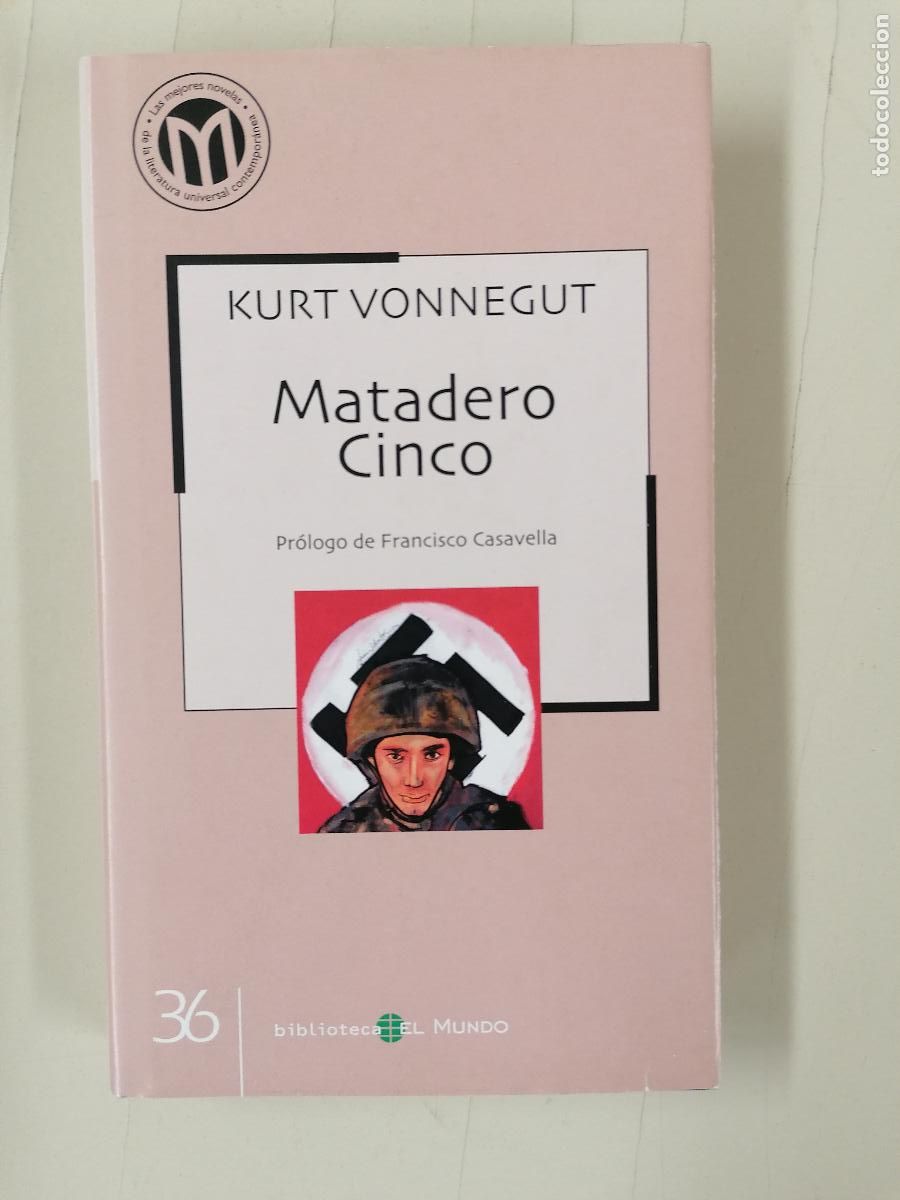 Las mejores novelas
de la literatura universal contemporánea
M
KURT VONNEGUT
Matadero
Cinco
Prólogo de Francisco Casavella
36
biblioteca EL MUNDO
todocoleccion